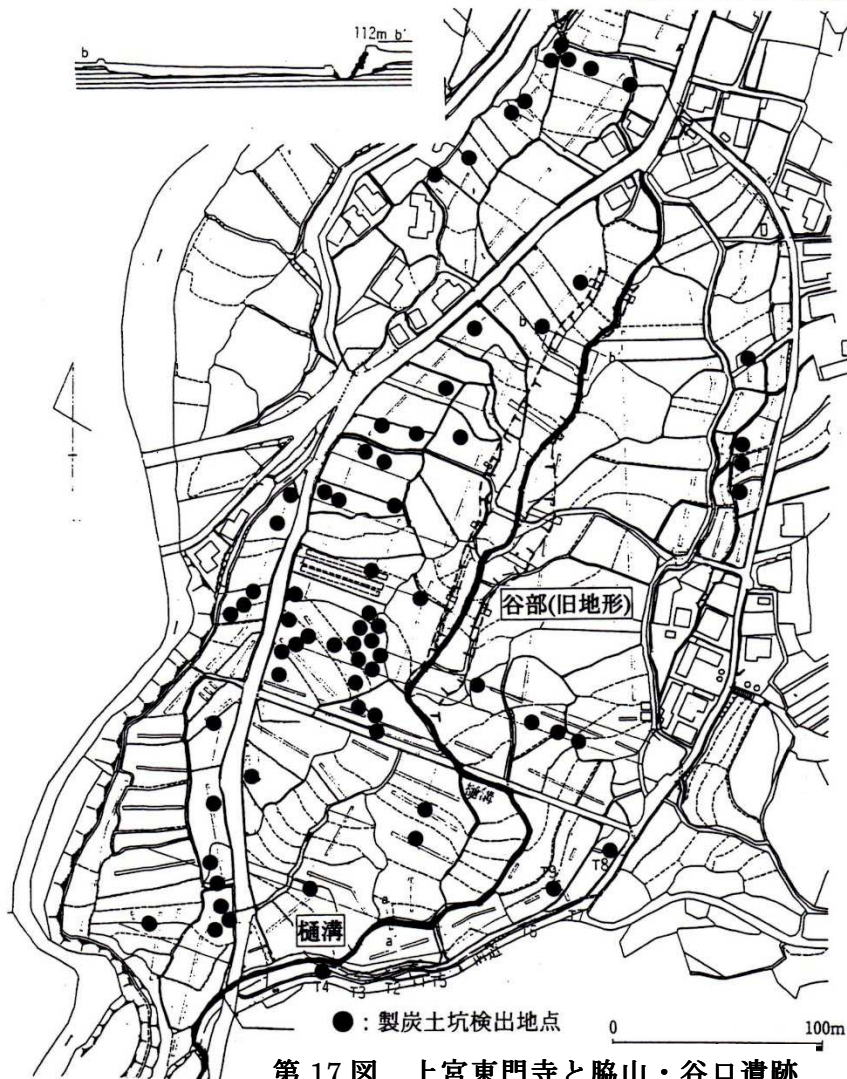 b
112m b'
b
b'
谷部(旧地形)
樋溝
T8
T9
T7
T6
a
a'
樋溝
T5
T2
T3
T4
●：製炭土坑検出地点
0 100m
第 17 図 上宮東門寺と脇山・谷口遺跡